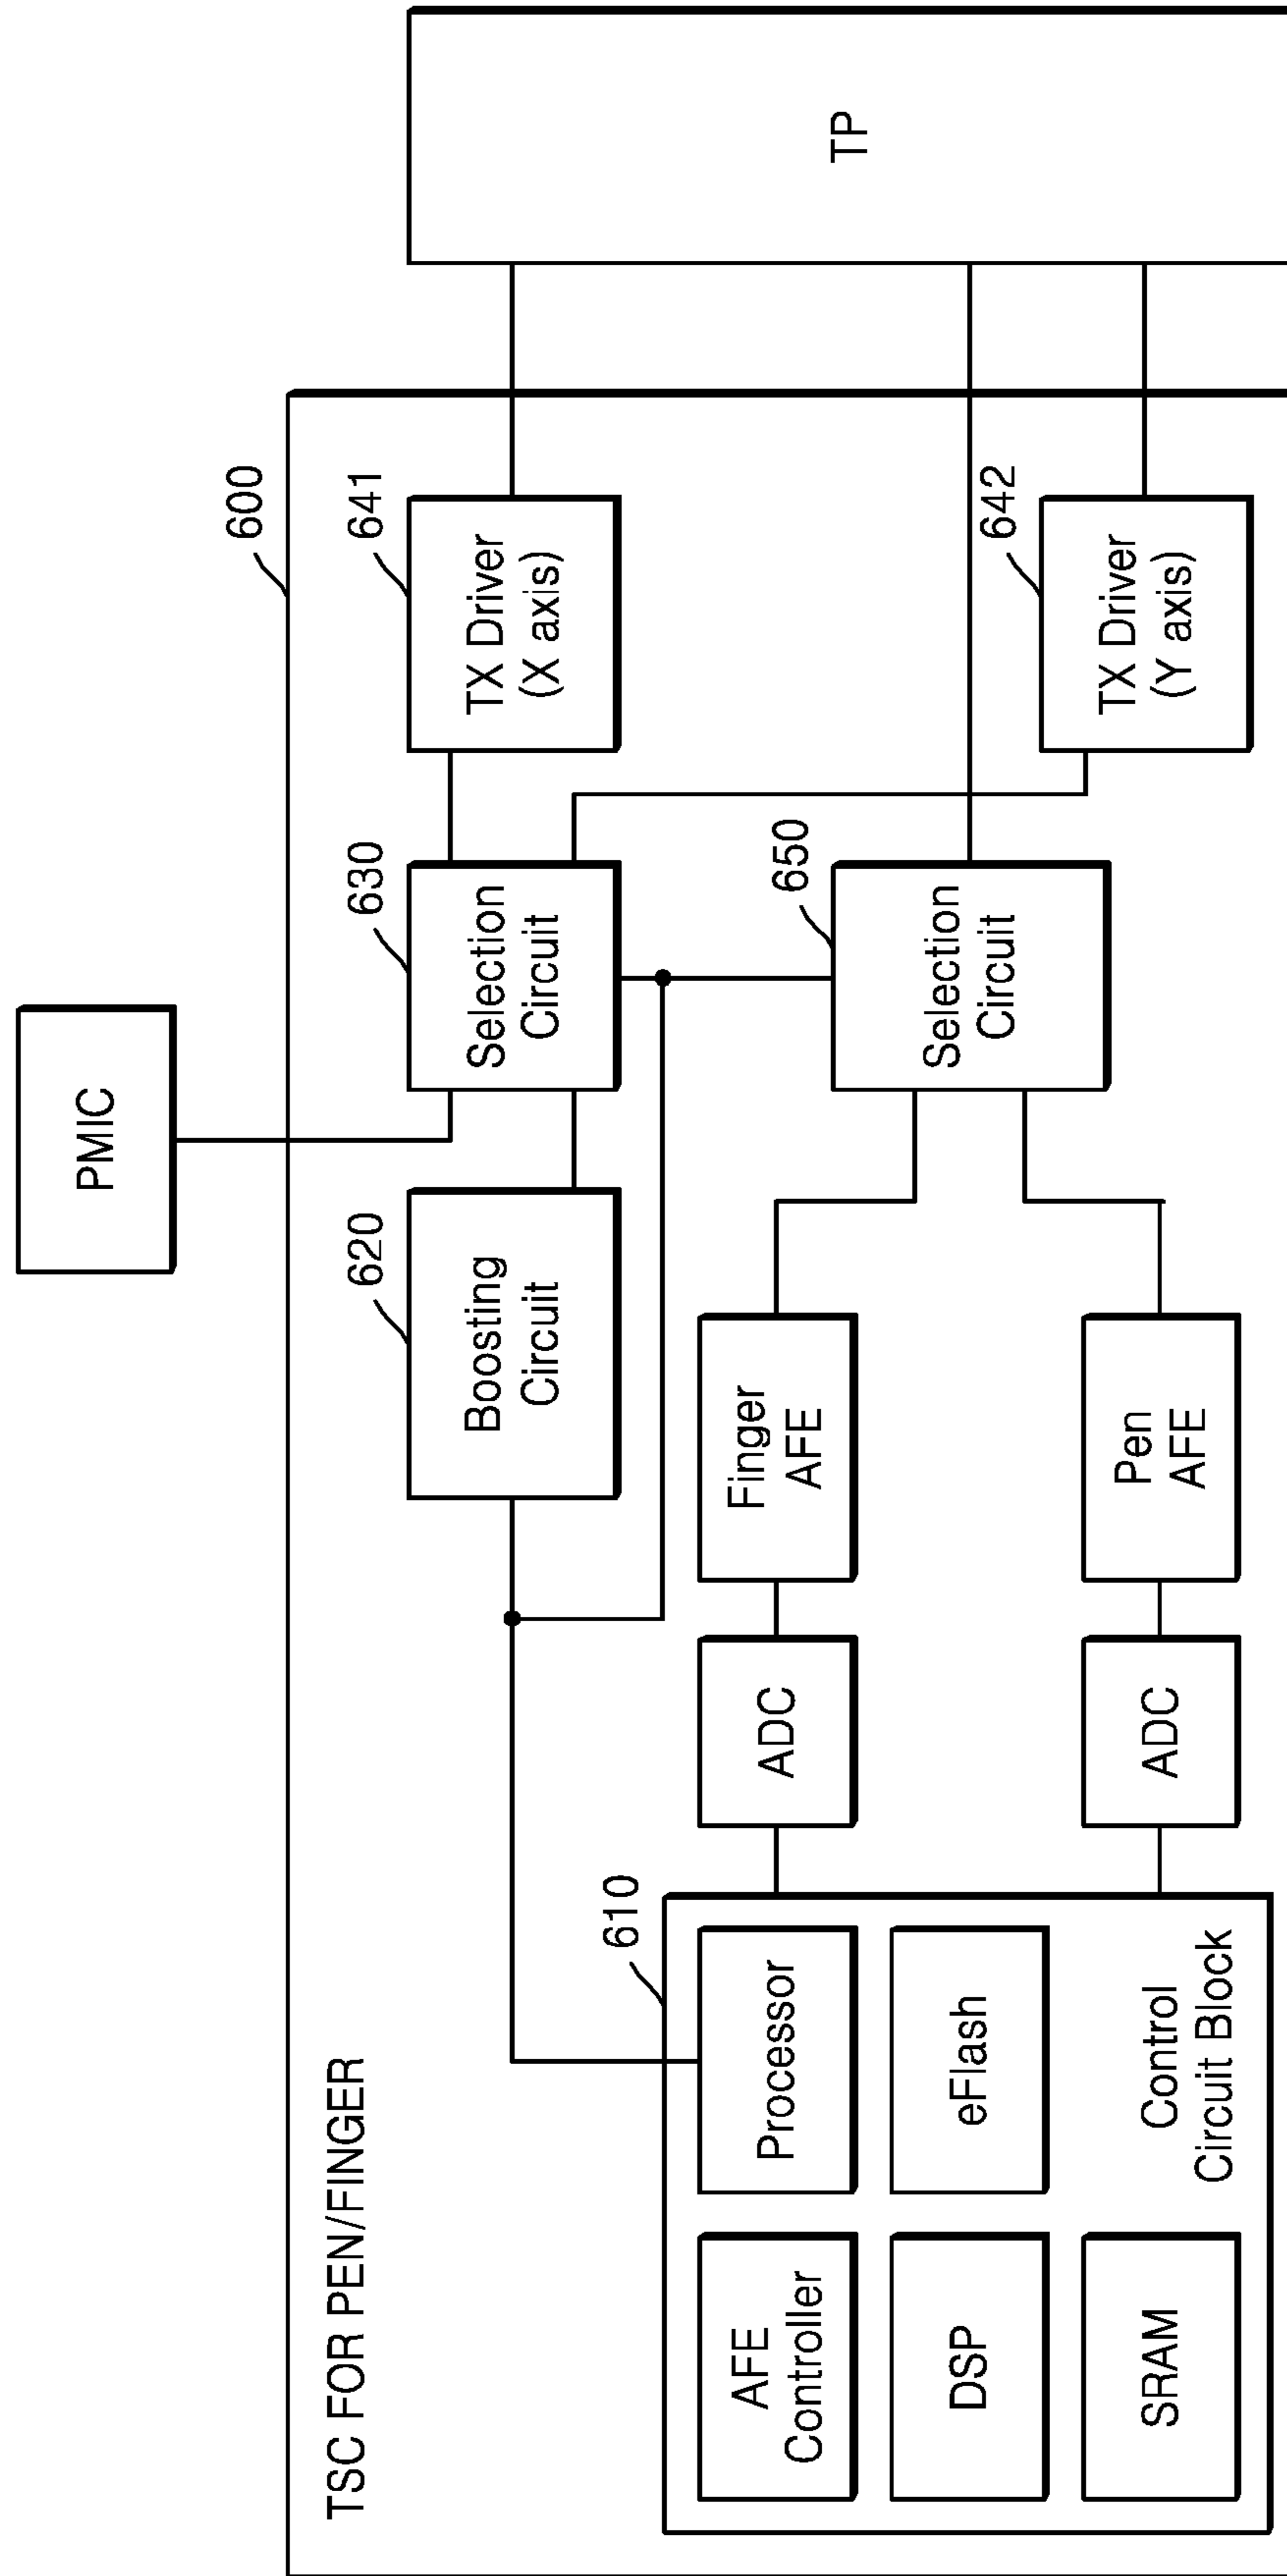 PMIC
600
TSC FOR PEN/FINGER
620
Boosting
Circuit
630
Selection
Circuit
641
TX Driver
(X axis)
TP
610
AFE
Controller
Processor
DSP
eFlash
SRAM
Control
Circuit Block
ADC
Finger
AFE
ADC
Pen
AFE
650
Selection
Circuit
642
TX Driver
(Y axis)